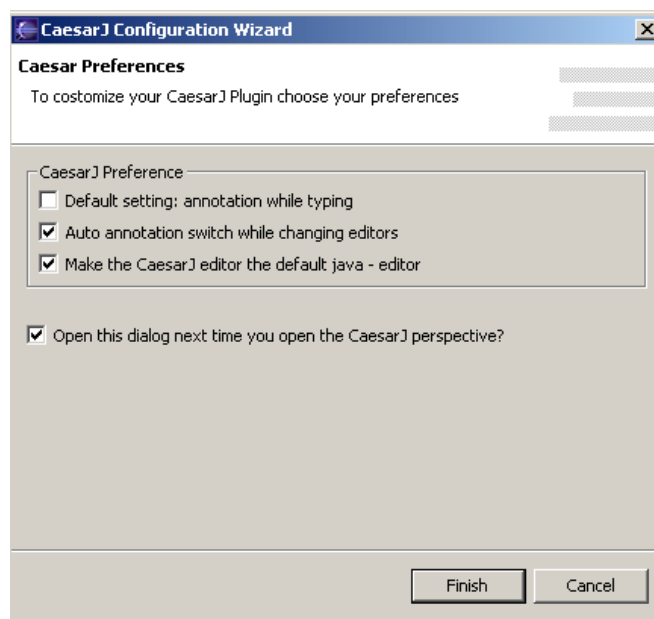 CaesarJ Configuration Wizard
Caesar Preferences
To costomize your CaesarJ Plugin choose your preferences
CaesarJ Preference
Default setting: annotation while typing
Auto annotation switch while changing editors
Make the CaesarJ editor the default java - editor
Open this dialog next time you open the CaesarJ perspective?
Finish
Cancel